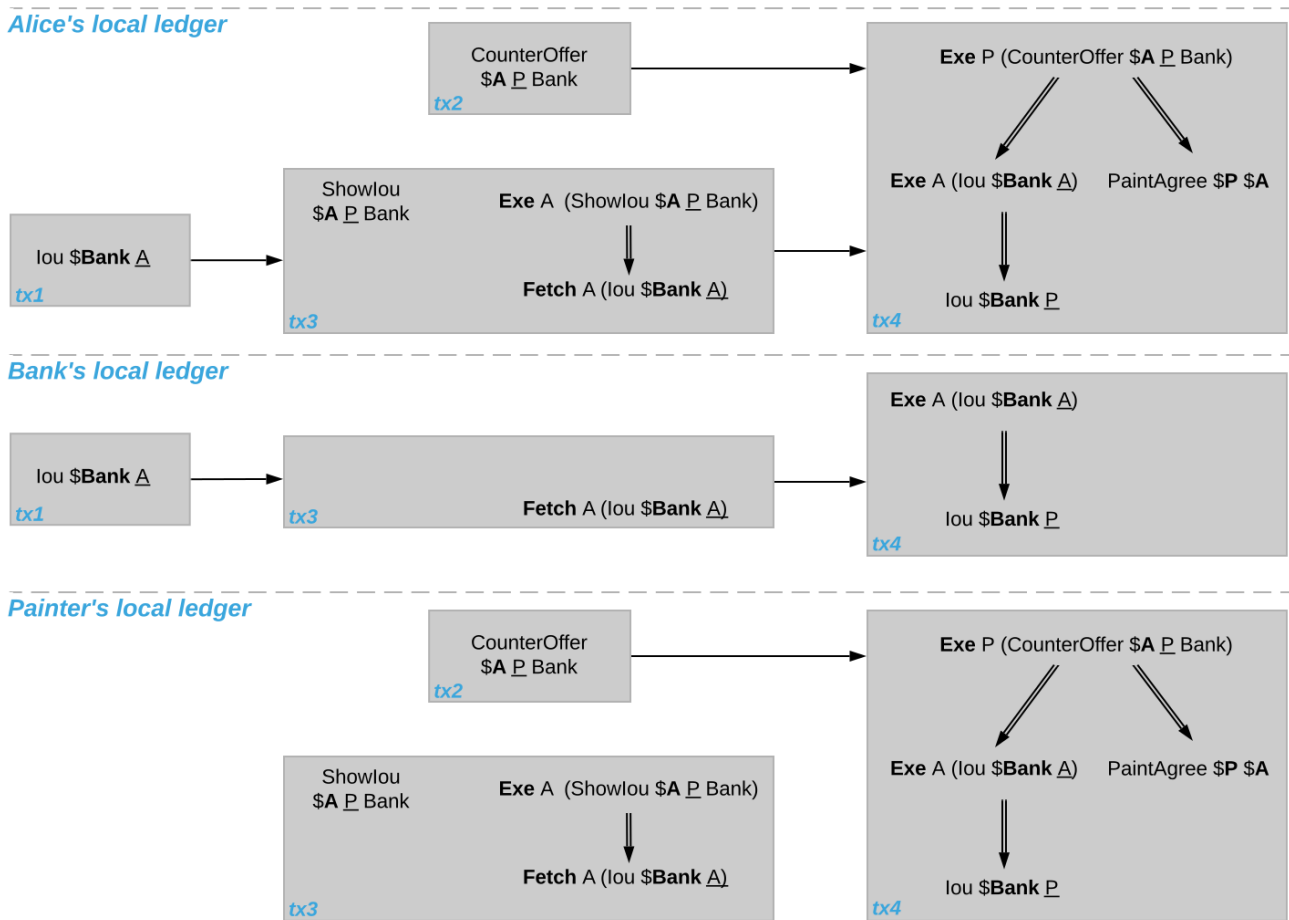 Alice's local ledger
CounterOffer
$A P Bank
tx2
Exe P (CounterOffer $A P Bank)
Exe A (Iou $Bank A)
PaintAgree $P $A
Iou $Bank P
tx4
ShowIou
$A P Bank
Exe A (ShowIou $A P Bank)
Fetch A (Iou $Bank A)
tx3
Iou $Bank A
tx1
Bank's local ledger
Iou $Bank A
tx1
Fetch A (Iou $Bank A)
tx3
Exe A (Iou $Bank A)
Iou $Bank P
tx4
Painter's local ledger
CounterOffer
$A P Bank
tx2
Exe P (CounterOffer $A P Bank)
Exe A (Iou $Bank A)
PaintAgree $P $A
Iou $Bank P
tx4
ShowIou
$A P Bank
Exe A (ShowIou $A P Bank)
Fetch A (Iou $Bank A)
tx3